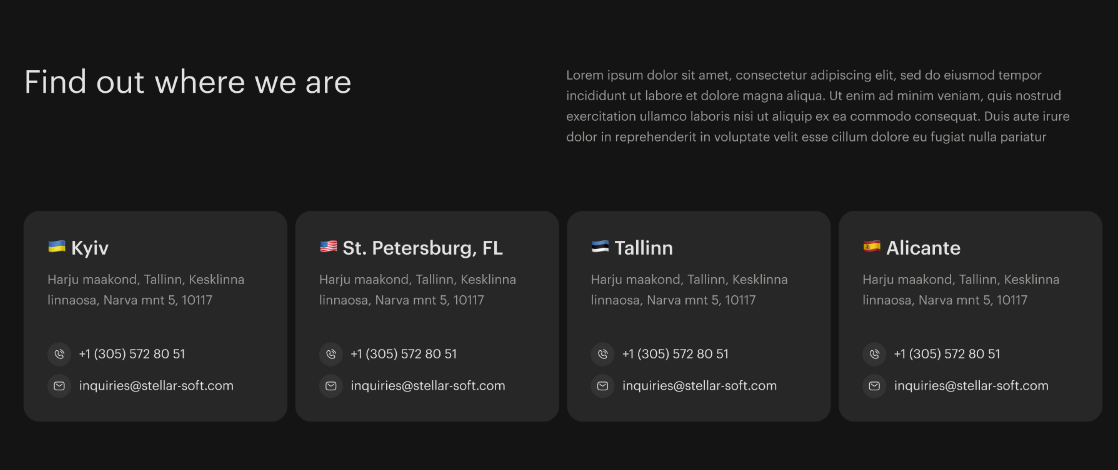 Find out where we are
Lorem ipsum dolor sit amet, consectetur adipiscing elit, sed do eiusmod tempor
incididunt ut labore et dolore magna aliqua. Ut enim ad minim veniam, quis nostrud
exercitation ullamco laboris nisi ut aliquip ex ea commodo consequat. Duis aute irure
dolor in reprehenderit in voluptate velit esse cillum dolore eu fugiat nulla pariatur
Kyiv
Harju maakond, Tallinn, Kesklinna
linnaosa, Narva mnt 5, 10117
+1 (305) 572 80 51
inquiries@stellar-soft.com
St. Petersburg, FL
Harju maakond, Tallinn, Kesklinna
linnaosa, Narva mnt 5, 10117
+1 (305) 572 80 51
inquiries@stellar-soft.com
Tallinn
Harju maakond, Tallinn, Kesklinna
linnaosa, Narva mnt 5, 10117
+1 (305) 572 80 51
inquiries@stellar-soft.com
Alicante
Harju maakond, Tallinn, Kesklinna
linnaosa, Narva mnt 5, 10117
+1 (305) 572 80 51
inquiries@stellar-soft.com